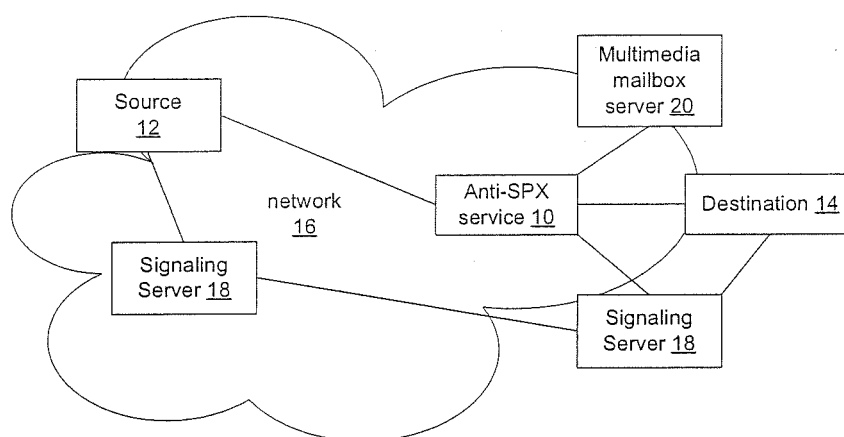 Multimedia
mailbox
server 20
Source
12
Anti-SPX
service 10
Destination 14
network
16
Signaling
Server 18
Signaling
Server 18